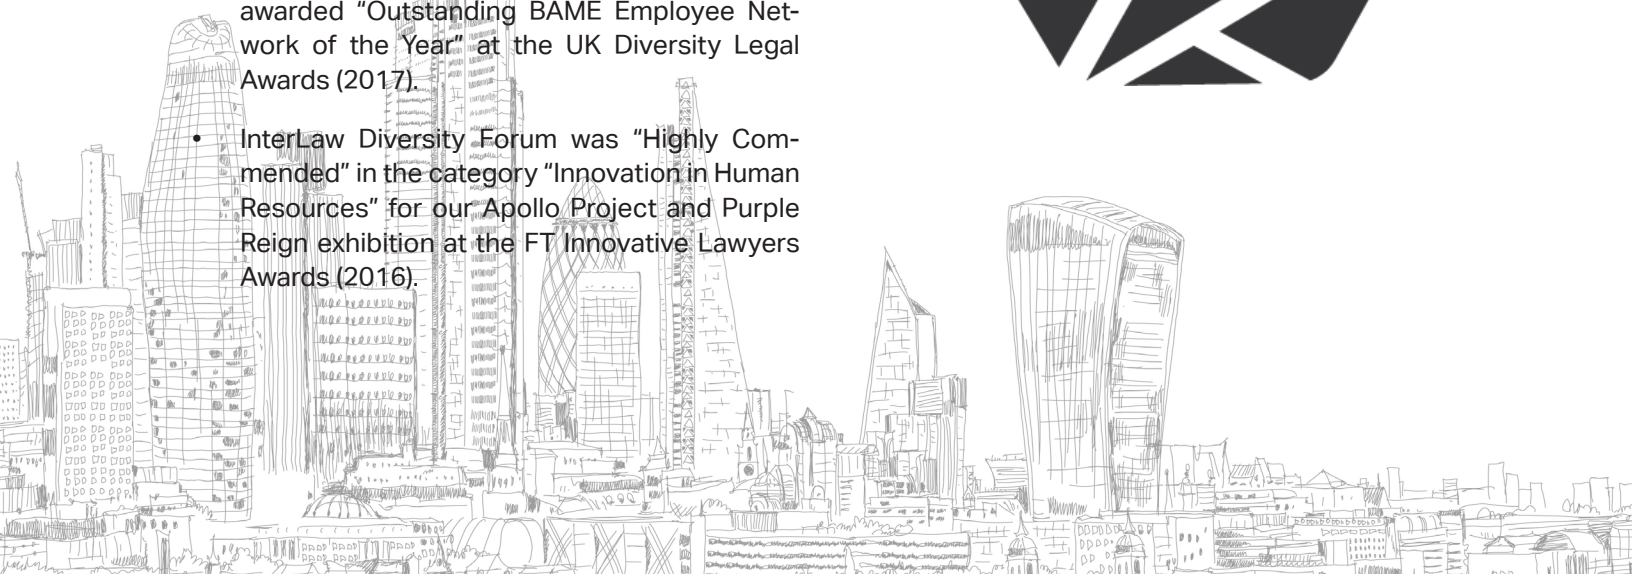 awarded “Outstanding BAME Employee Net-
work of the Year” at the UK Diversity Legal
Awards (2017).
• InterLaw Diversity Forum was “Highly Com-
mended” in the category “Innovation in Human
Resources” for our Apollo Project and Purple
Reign exhibition at the FT Innovative Lawyers
Awards (2016).